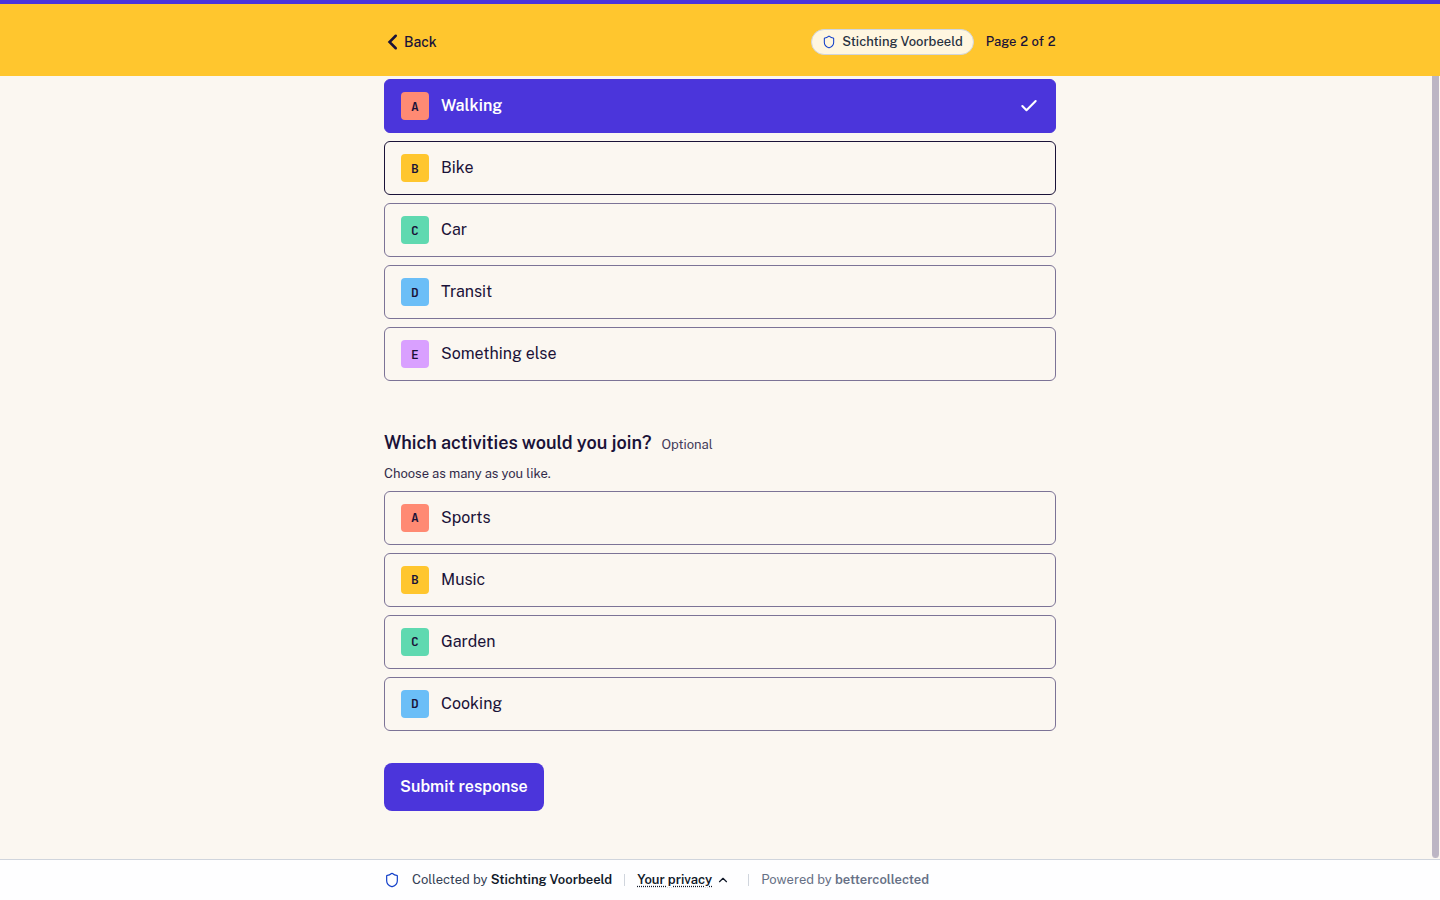 Back
Stichting Voorbeeld
Page 2 of 2
A Walking
B Bike
C Car
D Transit
E Something else
Which activities would you join? Optional
Choose as many as you like.
A Sports
B Music
C Garden
D Cooking
Submit response
Collected by Stichting Voorbeeld
Your privacy
Powered by bettercollected